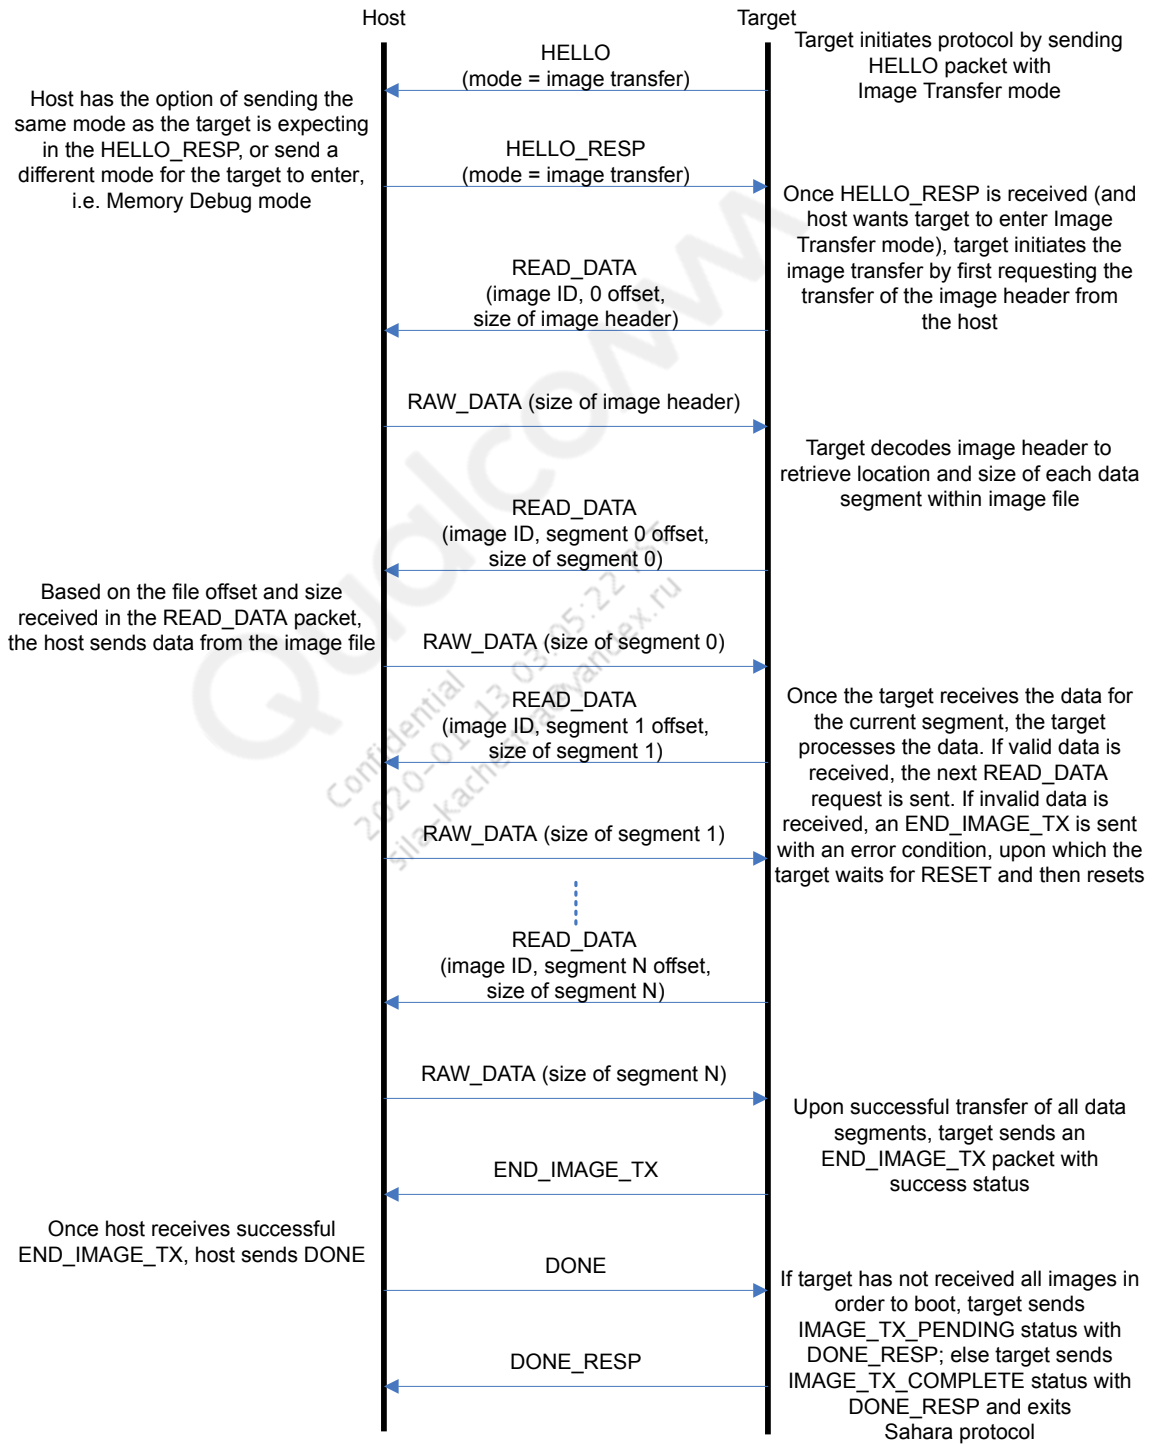 Host
Target
HELLO
(mode = image transfer)
Target initiates protocol by sending
HELLO packet with
Image Transfer mode
Host has the option of sending the
same mode as the target is expecting
in the HELLO_RESP, or send a
different mode for the target to enter,
i.e. Memory Debug mode
HELLO_RESP
(mode = image transfer)
Once HELLO_RESP is received (and
host wants target to enter Image
Transfer mode), target initiates the
image transfer by first requesting the
transfer of the image header from
the host
READ_DATA
(image ID, 0 offset,
size of image header)
RAW_DATA (size of image header)
Target decodes image header to
retrieve location and size of each data
segment within image file
READ_DATA
(image ID, segment 0 offset,
size of segment 0)
Based on the file offset and size
received in the READ_DATA packet,
the host sends data from the image file
RAW_DATA (size of segment 0)
READ_DATA
(image ID, segment 1 offset,
size of segment 1)
Once the target receives the data for
the current segment, the target
processes the data. If valid data is
received, the next READ_DATA
request is sent. If invalid data is
received, an END_IMAGE_TX is sent
with an error condition, upon which the
target waits for RESET and then resets
RAW_DATA (size of segment 1)
READ_DATA
(image ID, segment N offset,
size of segment N)
RAW_DATA (size of segment N)
Upon successful transfer of all data
segments, target sends an
END_IMAGE_TX packet with
success status
END_IMAGE_TX
Once host receives successful
END_IMAGE_TX, host sends DONE
DONE
If target has not received all images in
order to boot, target sends
IMAGE_TX_PENDING status with
DONE_RESP; else target sends
IMAGE_TX_COMPLETE status with
DONE_RESP and exits
Sahara protocol
DONE_RESP
Qualcomm
Confidential
2020-01-13 03:05:22 PST